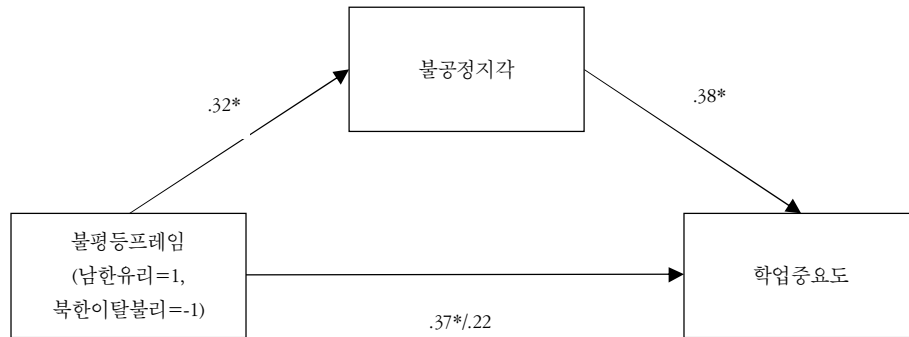 불공정지각
.32*
.38*
불평등프레임
(남한유리=1,
북한이탈불리=-1)
학업중요도
.37*/.22